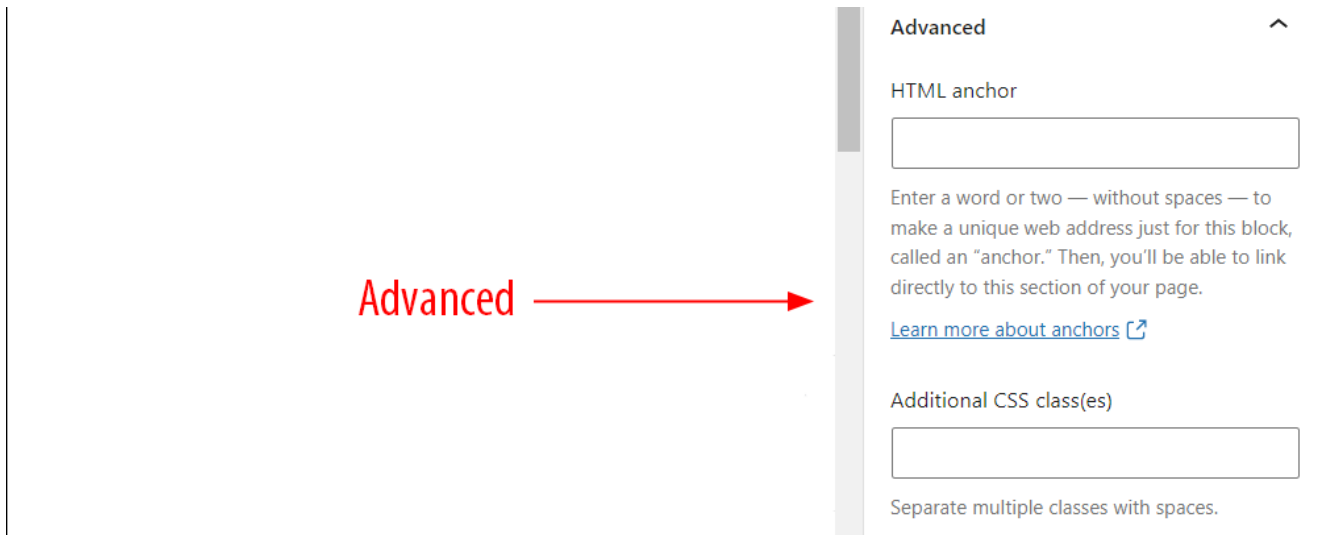 Advanced
HTML anchor
Enter a word or two — without spaces — to
make a unique web address just for this block,
called an “anchor.” Then, you’ll be able to link
directly to this section of your page.
Learn more about anchors
Additional CSS class(es)
Separate multiple classes with spaces.
Advanced